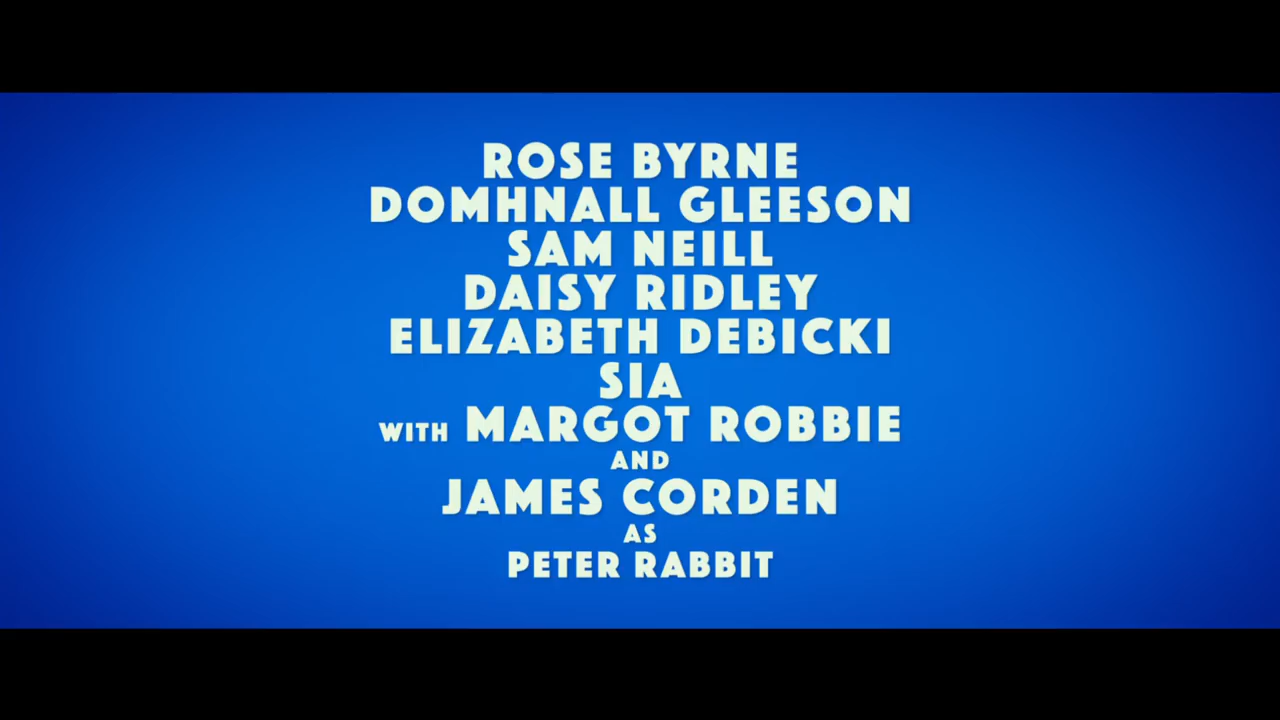 ROSE BYRNE
DOMHNALL GLEESON
SAM NEILL
DAISY RIDLEY
ELIZABETH DEBICKI
SIA
WITH MARGOT ROBBIE
AND
JAMES CORDEN
AS
PETER RABBIT